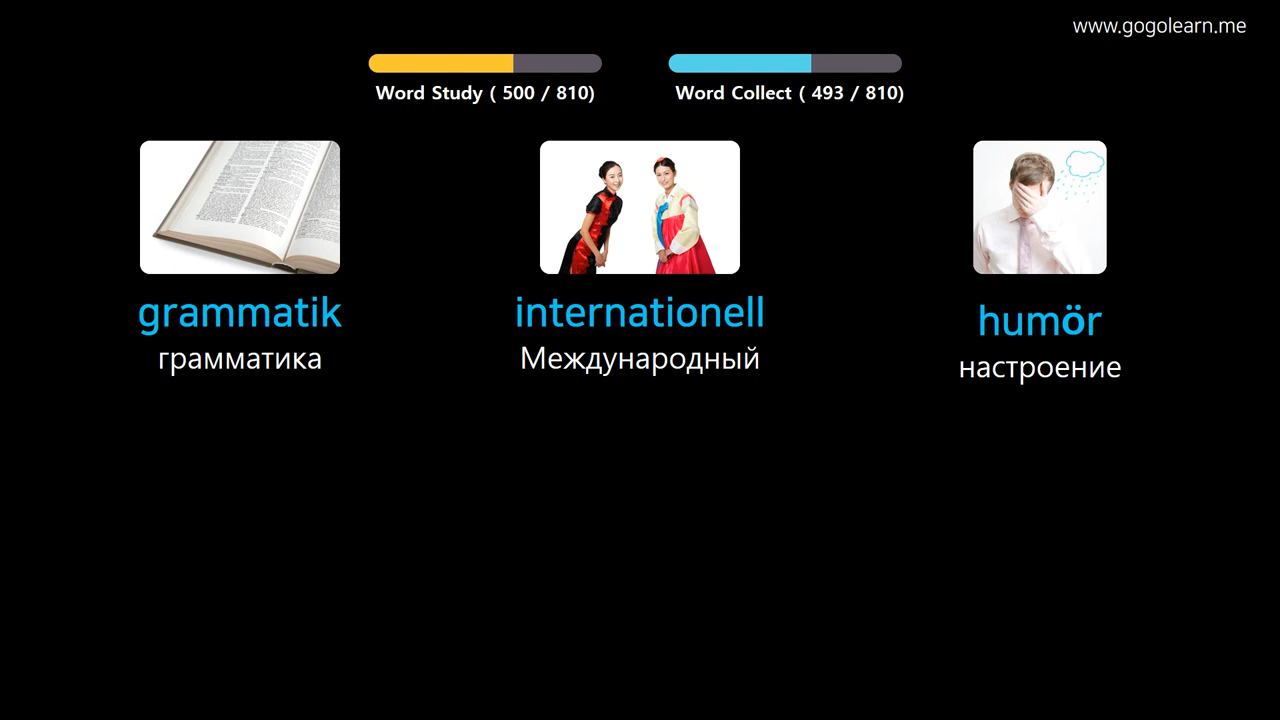 www.gogolearn.me
Word Study ( 500 / 810)
Word Collect ( 493 / 810)
grammatik
грамматика
internationell
Международный
humör
настроение